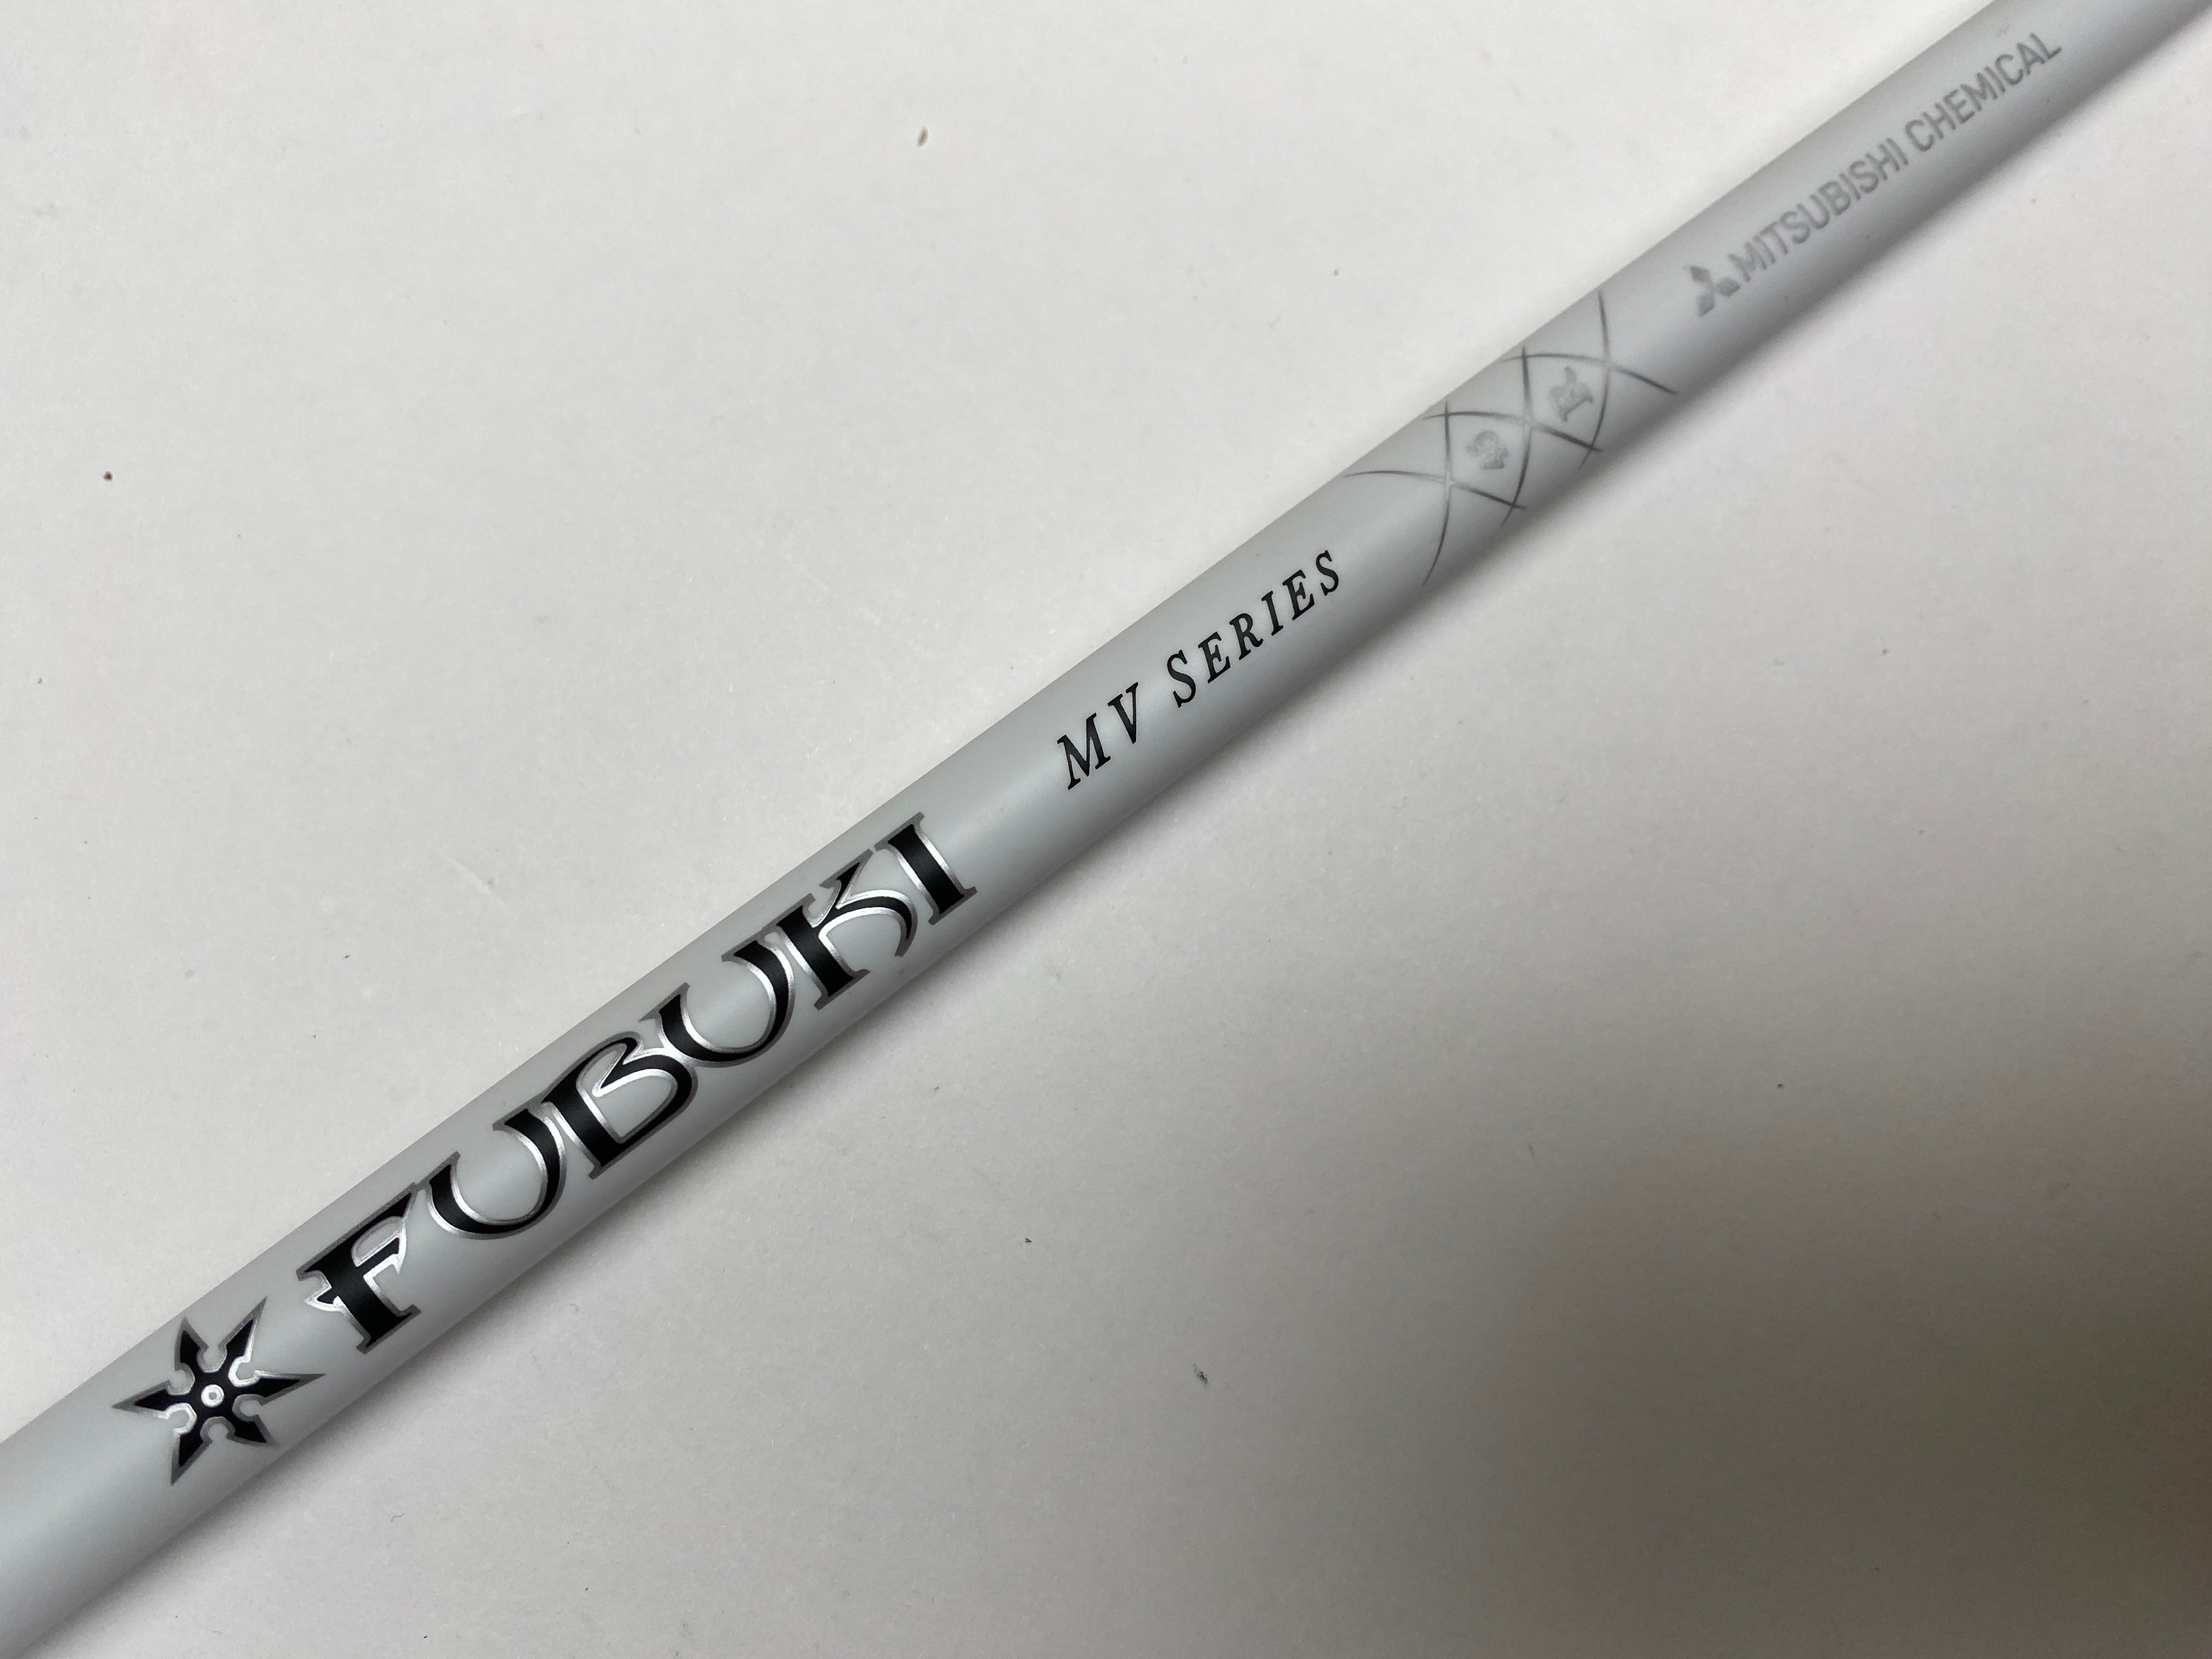 FUBUKI
MV SERIES
R
MITSUBISHI CHEMICAL